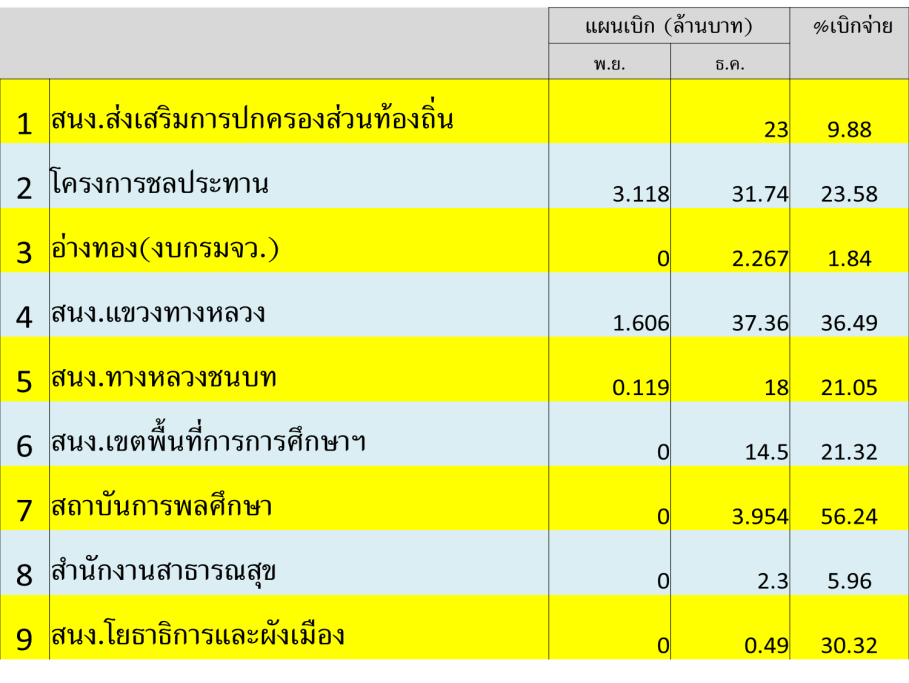 แผนเบิก (ล้านบาท) %เบิกจ่าย
พ.ย. ธ.ค.
1 สนง.ส่งเสริมการปกครองส่วนท้องถิ่น 23 9.88
2 โครงการชลประทาน 3.118 31.74 23.58
3 อ่างทอง(งบกรมจว.) 0 2.267 1.84
4 สนง.แขวงทางหลวง 1.606 37.36 36.49
5 สนง.ทางหลวงชนบท 0.119 18 21.05
6 สนง.เขตพื้นที่การการศึกษาฯ 0 14.5 21.32
7 สถาบันการพลศึกษา 0 3.954 56.24
8 สำนักงานสาธารณสุข 0 2.3 5.96
9 สนง.โยธาธิการและผังเมือง 0 0.49 30.32